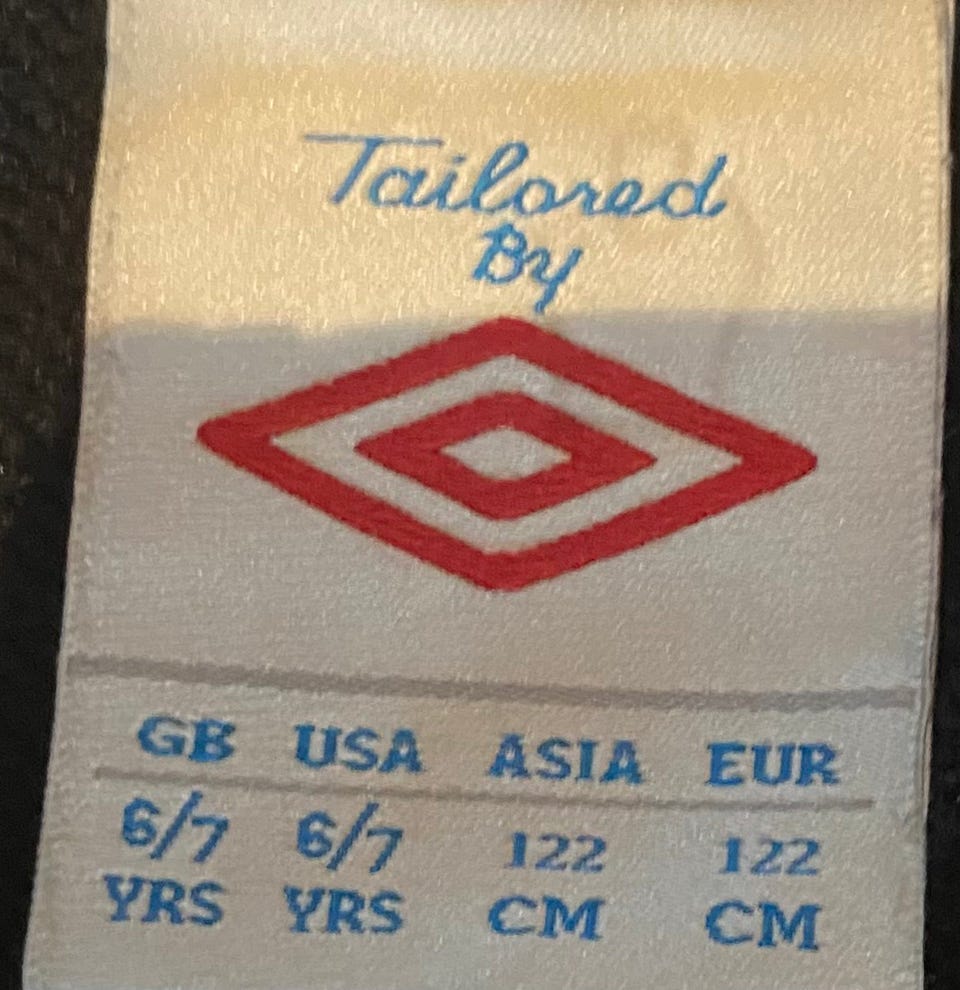 Tailored
By
GB USA ASIA EUR
6/7 6/7 122 122
YRS YRS CM CM